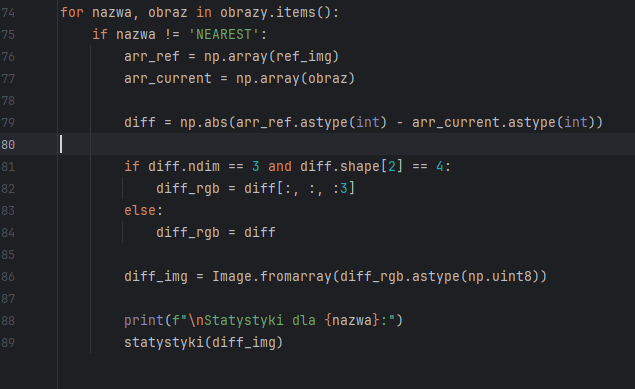 74 for nazwa, obraz in obrazy.items():
75     if nazwa != 'NEAREST':
76         arr_ref = np.array(ref_img)
77         arr_current = np.array(obraz)
78
79         diff = np.abs(arr_ref.astype(int) - arr_current.astype(int))
80
81         if diff.ndim == 3 and diff.shape[2] == 4:
82             diff_rgb = diff[:, :, :3]
83         else:
84             diff_rgb = diff
85
86         diff_img = Image.fromarray(diff_rgb.astype(np.uint8))
87
88         print(f"\nStatystyki dla {nazwa}:")
89         statystyki(diff_img)